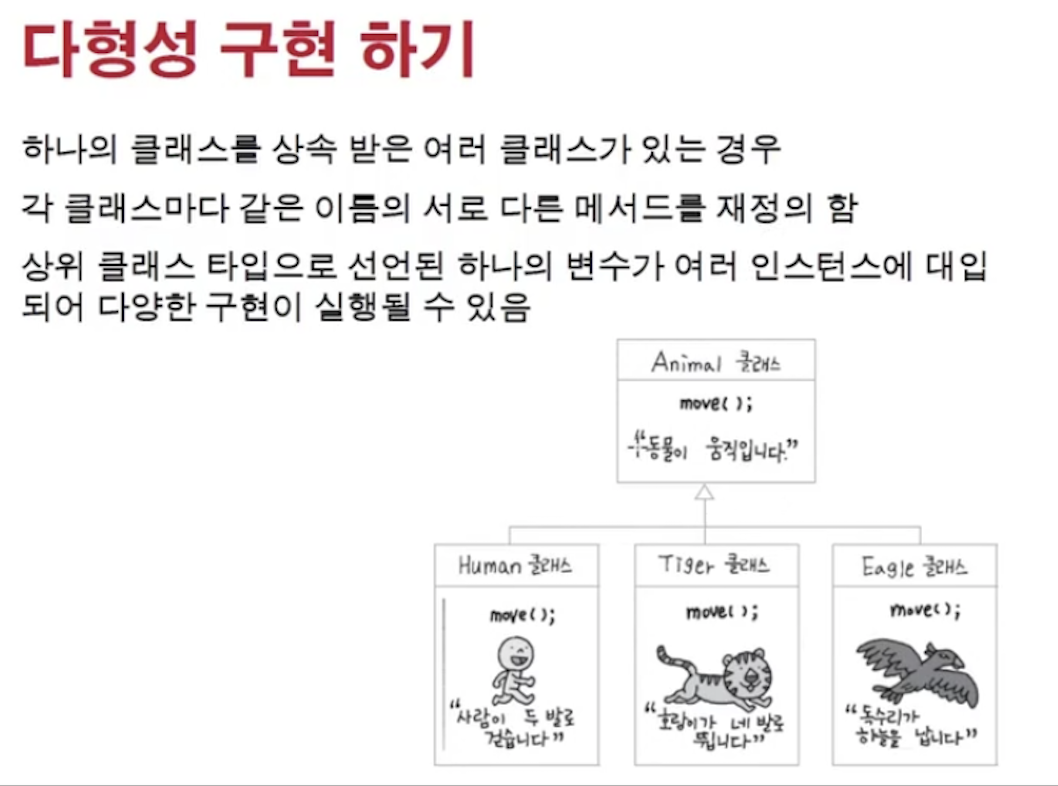 다형성 구현 하기
하나의 클래스를 상속 받은 여러 클래스가 있는 경우
각 클래스마다 같은 이름의 서로 다른 메서드를 재정의 함
상위 클래스 타입으로 선언된 하나의 변수가 여러 인스턴스에 대입
되어 다양한 구현이 실행될 수 있음
Animal 클래스
move( );
“동물이 움직입니다.”
Human 클래스
move( );
“사람이 두 발로
걷습니다”
Tiger 클래스
move( );
“호랑이가 네 발로
뜁니다”
Eagle 클래스
move( );
“독수리가
하늘을 납니다”